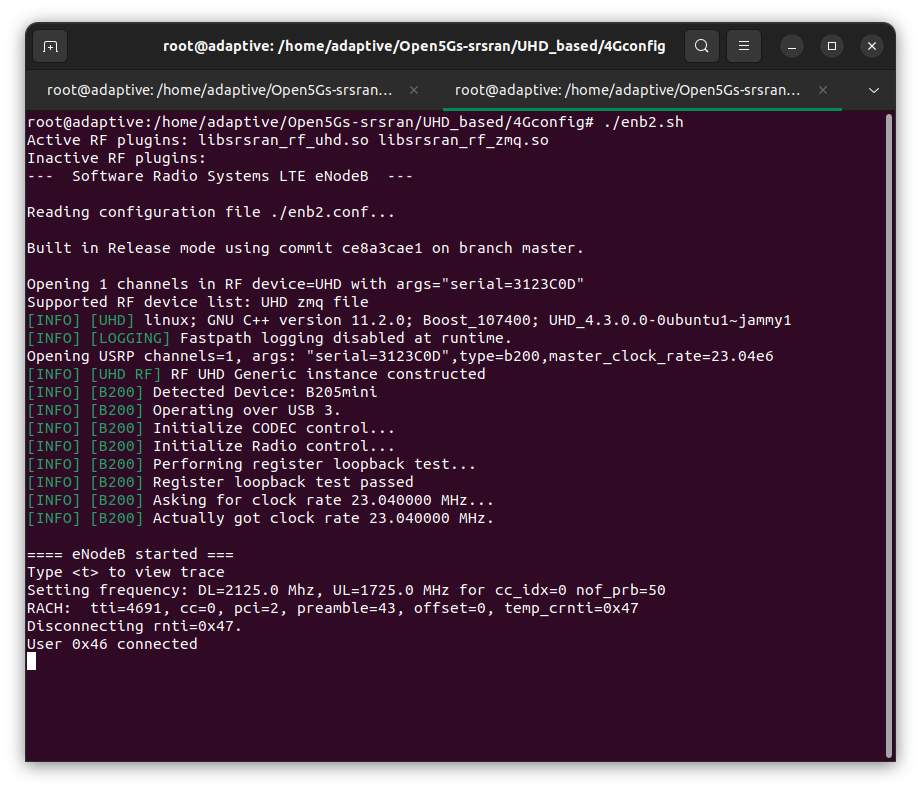 root@adaptive: /home/adaptive/Open5Gs-srsran/UHD_based/4Gconfig
root@adaptive: /home/adaptive/Open5Gs-srsran...
root@adaptive: /home/adaptive/Open5Gs-srsran...
root@adaptive:/home/adaptive/Open5Gs-srsran/UHD_based/4Gconfig# ./enb2.sh
Active RF plugins: libsrsran_rf_uhd.so libsrsran_rf_zmq.so
Inactive RF plugins:
---  Software Radio Systems LTE eNodeB  ---
Reading configuration file ./enb2.conf...
Built in Release mode using commit ce8a3cae1 on branch master.
Opening 1 channels in RF device=UHD with args="serial=3123C0D"
Supported RF device list: UHD zmq file
[INFO] [UHD] linux; GNU C++ version 11.2.0; Boost_107400; UHD_4.3.0.0-0ubuntu1~jammy1
[INFO] [LOGGING] Fastpath logging disabled at runtime.
Opening USRP channels=1, args: "serial=3123C0D",type=b200,master_clock_rate=23.04e6
[INFO] [UHD RF] RF UHD Generic instance constructed
[INFO] [B200] Detected Device: B205mini
[INFO] [B200] Operating over USB 3.
[INFO] [B200] Initialize CODEC control...
[INFO] [B200] Initialize Radio control...
[INFO] [B200] Performing register loopback test...
[INFO] [B200] Register loopback test passed
[INFO] [B200] Asking for clock rate 23.040000 MHz...
[INFO] [B200] Actually got clock rate 23.040000 MHz.
==== eNodeB started ===
Type <t> to view trace
Setting frequency: DL=2125.0 Mhz, UL=1725.0 MHz for cc_idx=0 nof_prb=50
RACH:  tti=4691, cc=0, pci=2, preamble=43, offset=0, temp_crnti=0x47
Disconnecting rnti=0x47.
User 0x46 connected